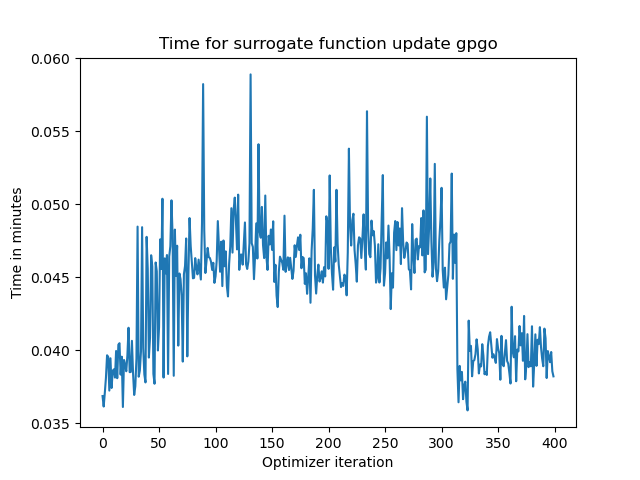 Time for surrogate function update gpgo
0.060
0.055
0.050
0.045
0.040
0.035
Time in minutes
0 50 100 150 200 250 300 350 400
Optimizer iteration